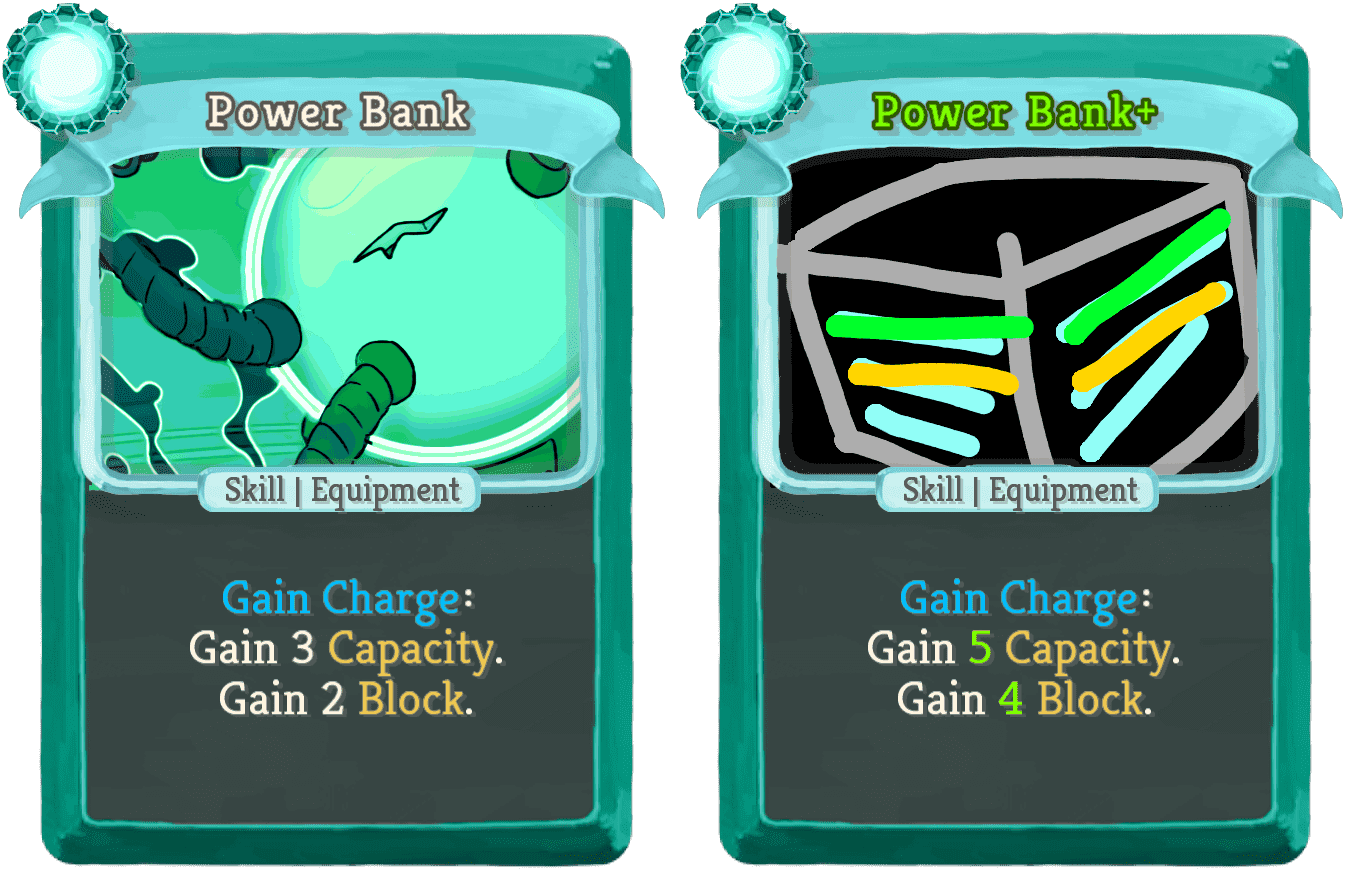 Power Bank
Skill | Equipment
Gain Charge:
Gain 3 Capacity.
Gain 2 Block.
Power Bank+
Skill | Equipment
Gain Charge:
Gain 5 Capacity.
Gain 4 Block.